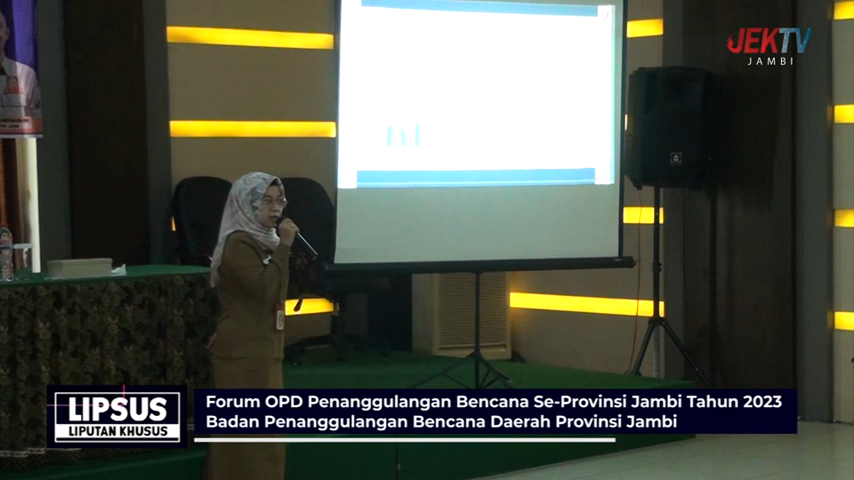 JEKTV
JAMBI
LIPSUS
LIPUTAN KHUSUS
Forum OPD Penanggulangan Bencana Se-Provinsi Jambi Tahun 2023
Badan Penanggulangan Bencana Daerah Provinsi Jambi